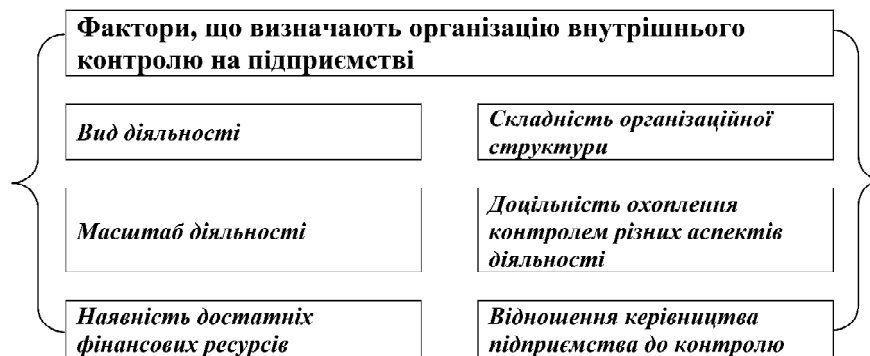 Фактори, що визначають організацію внутрішнього
контролю на підприємстві
Вид діяльності
Складність організаційної
структури
Масштаб діяльності
Доцільність охоплення
контролем різних аспектів
діяльності
Наявність достатніх
фінансових ресурсів
Відношення керівництва
підприємства до контролю